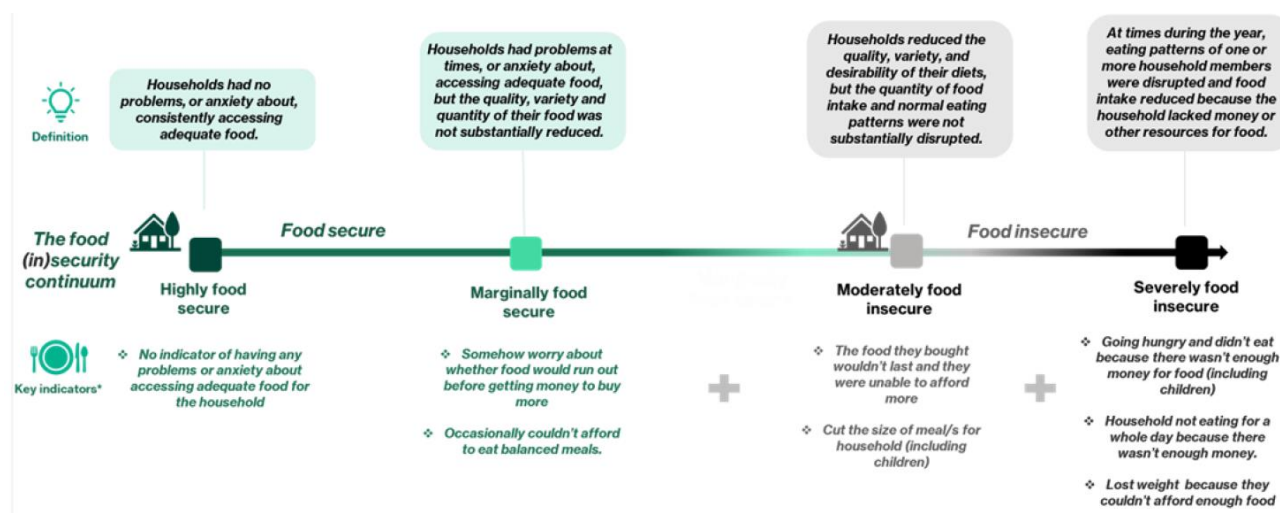 Households had no
problems, or anxiety about,
consistently accessing
adequate food.
Households had problems at
times, or anxiety about,
accessing adequate food,
but the quality, variety and
quantity of their food was
not substantially reduced.
Households reduced the
quality, variety, and
desirability of their diets,
but the quantity of food
intake and normal eating
patterns were not
substantially disrupted.
At times during the year,
eating patterns of one or
more household members
were disrupted and food
intake reduced because the
household lacked money or
other resources for food.
Definition
The food
(in)security
continuum
Food secure
Food insecure
Highly food
secure
Marginally food
secure
Moderately food
insecure
Severely food
insecure
Key indicators*
❖ No indicator of having any
problems or anxiety about
accessing adequate food for
the household
❖ Somehow worry about
whether food would run out
before getting money to buy
more
❖ Occasionally couldn't afford
to eat balanced meals.
❖ The food they bought
wouldn't last and they
were unable to afford
more
❖ Cut the size of meal/s for
household (including
children)
❖ Going hungry and didn't eat
because there wasn't enough
money for food (including
children)
❖ Household not eating for a
whole day because there
wasn't enough money.
❖ Lost weight because they
couldn't afford enough food